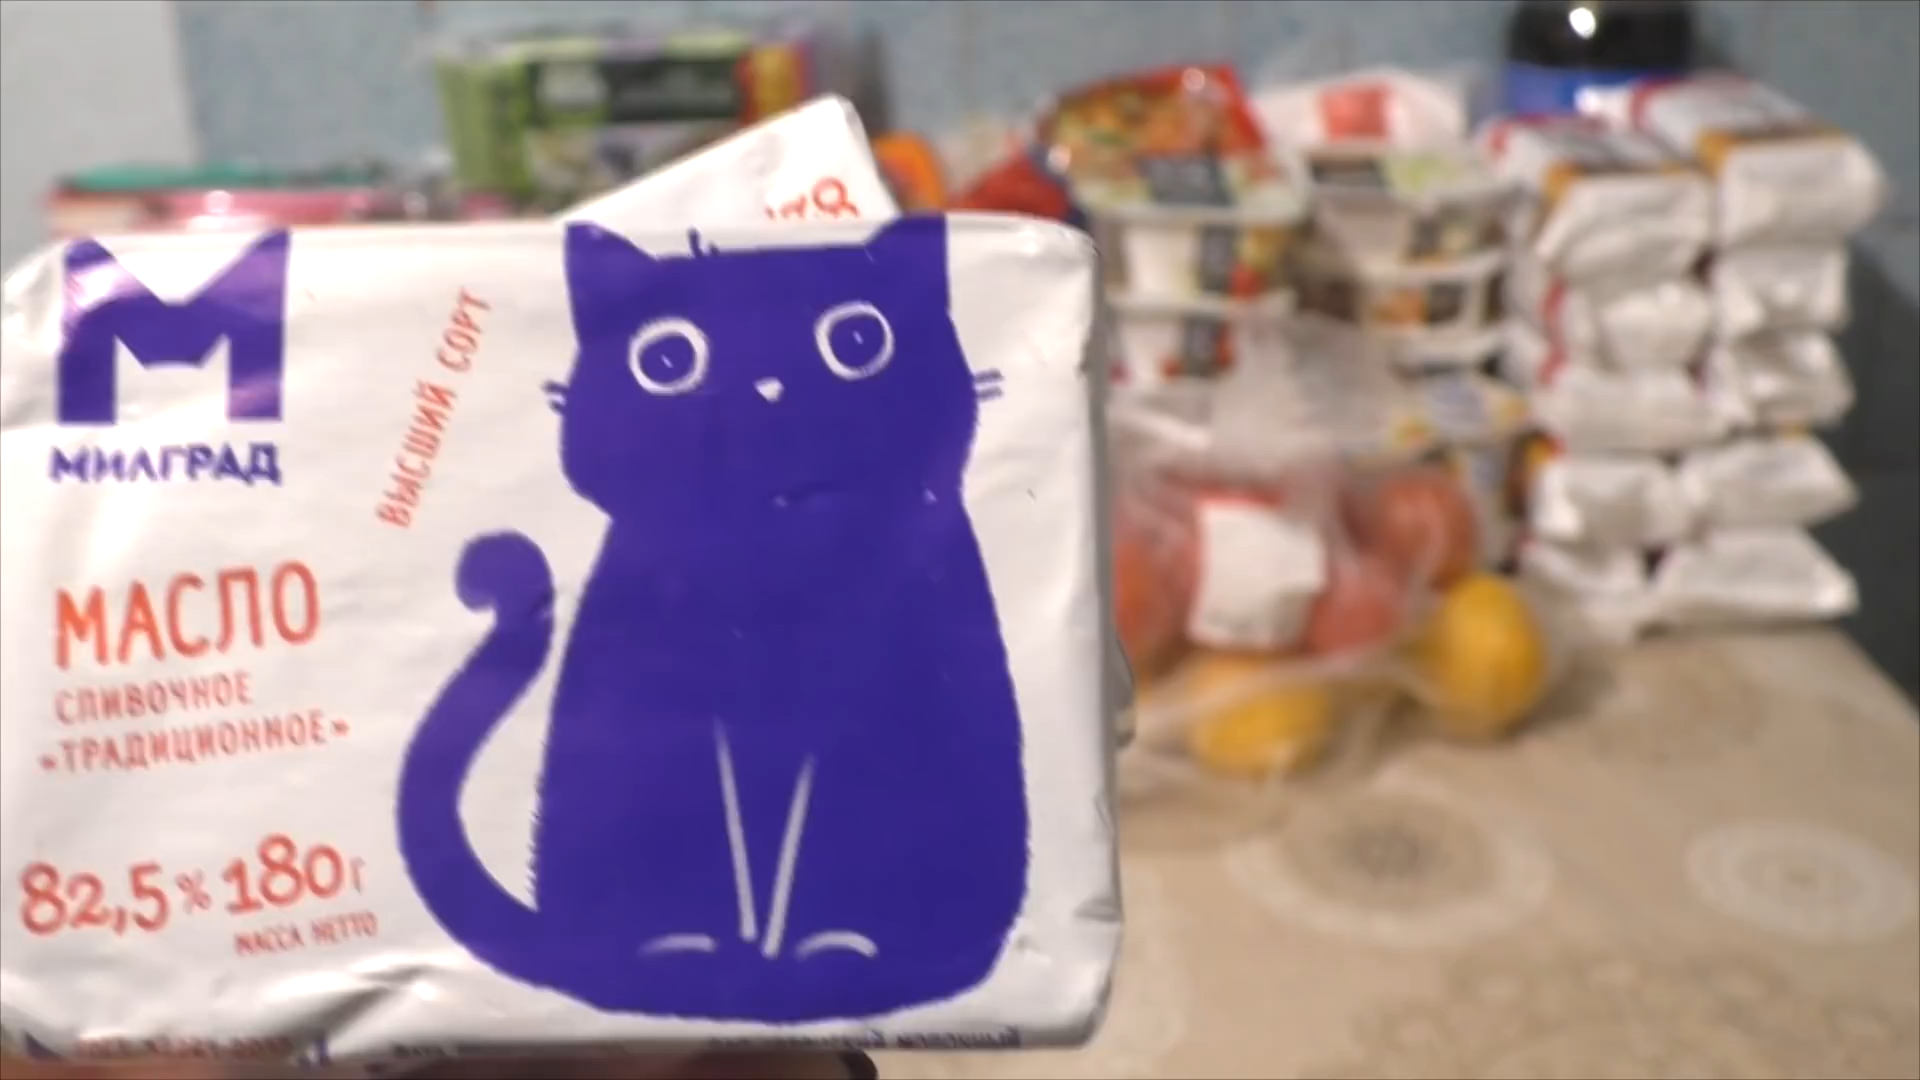 МИЛГРАД
ВЫСШИЙ СОРТ
МАСЛО
СЛИВОЧНОЕ
«ТРАДИЦИОННОЕ»
82,5% 180г
МАССА НЕТТО